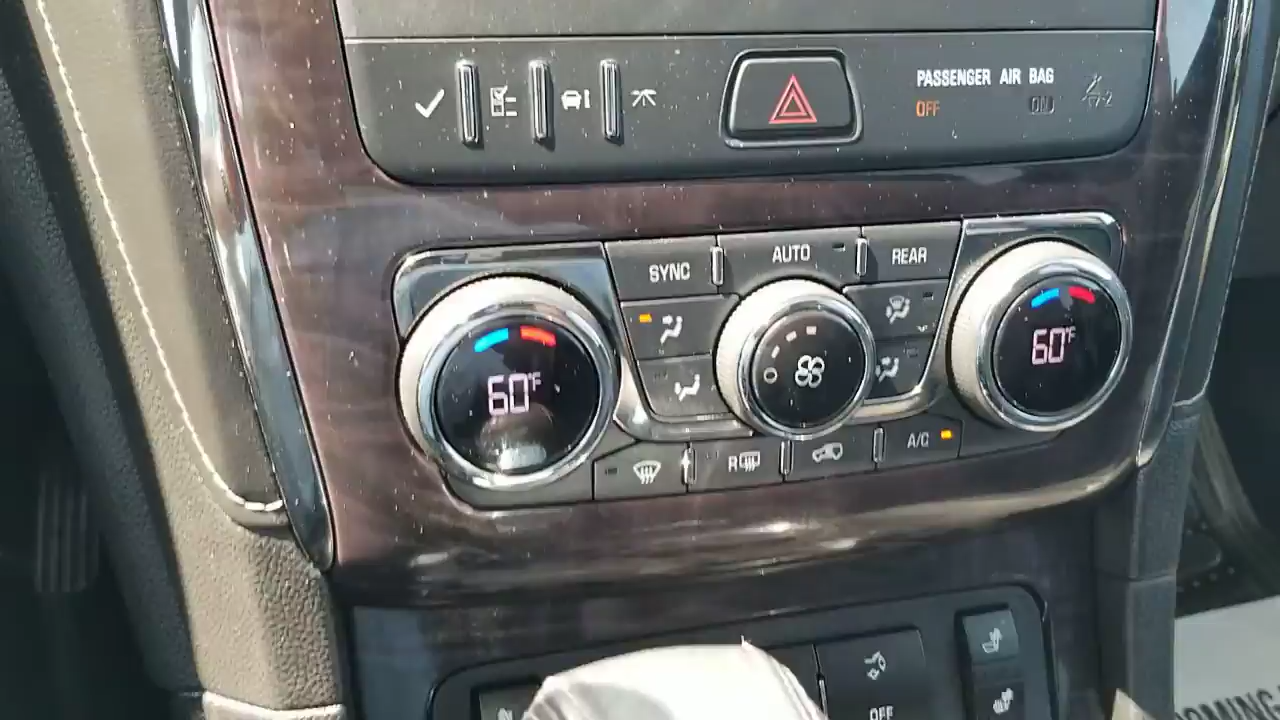 PASSENGER AIR BAG
OFF ON
SYNC AUTO REAR
60°F
60°F
R
A/C
OFF